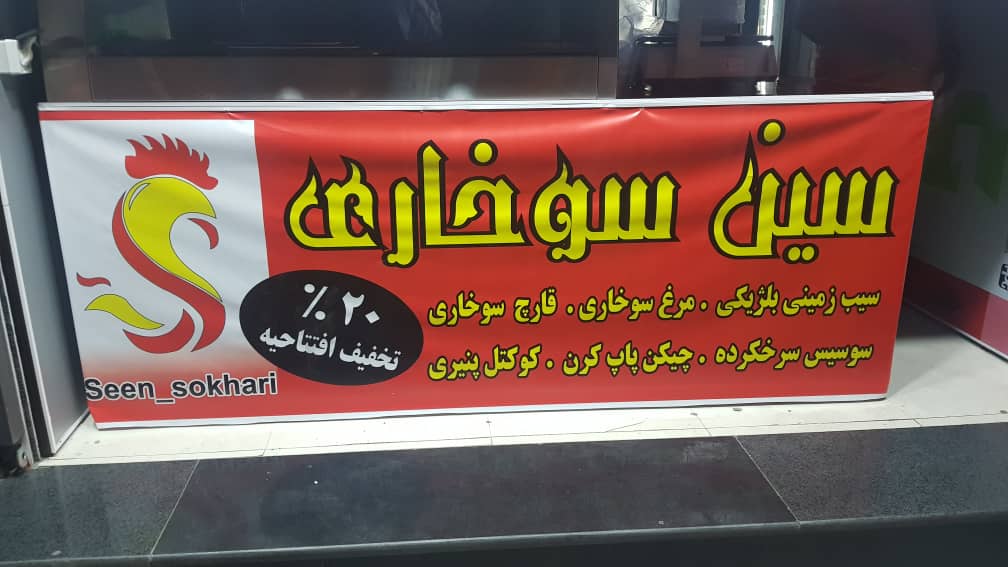 سین سوخاری
سیب زمینی بلژیکی . مرغ سوخاری . قارچ سوخاری
سوسیس سرخکرده . چیکن پاپ کرن . کوکتل پنیری
۲۰ %
تخفیف افتتاحیه
Seen_sokhari